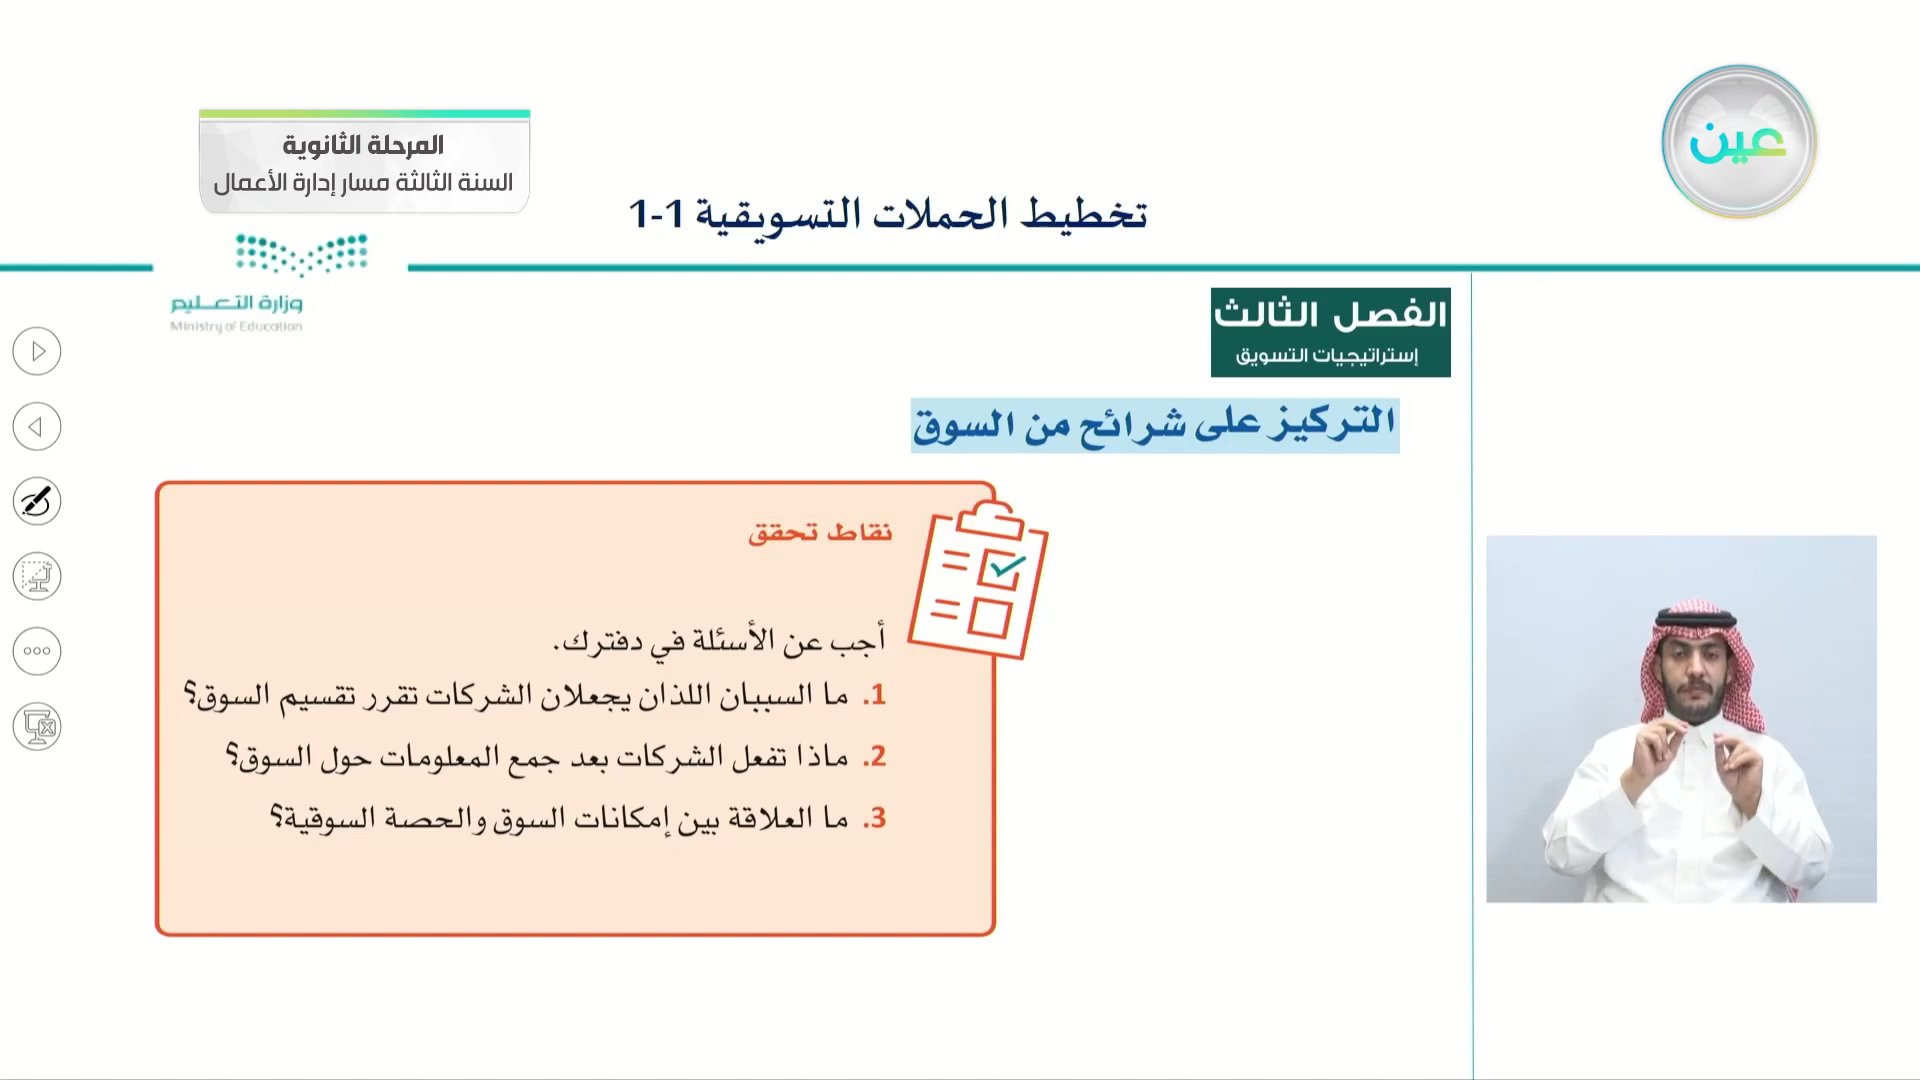 عين
المرحلة الثانوية
السنة الثالثة مسار إدارة الأعمال
تخطيط الحملات التسويقية 1-1
وزارة التعليم
Ministry of Education
الفصل الثالث
إستراتيجيات التسويق
التركيز على شرائح من السوق
نقاط تحقق
أجب عن الأسئلة في دفترك.
1. ما السببان اللذان يجعلان الشركات تقرر تقسيم السوق؟
2. ماذا تفعل الشركات بعد جمع المعلومات حول السوق؟
3. ما العلاقة بين إمكانات السوق والحصة السوقية؟